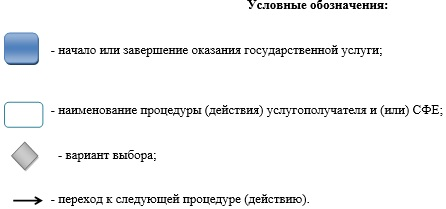 Условные обозначения:
- начало или завершение оказания государственной услуги;
- наименование процедуры (действия) услугополучателя и (или) СФЕ;
- вариант выбора;
- переход к следующей процедуре (действию).